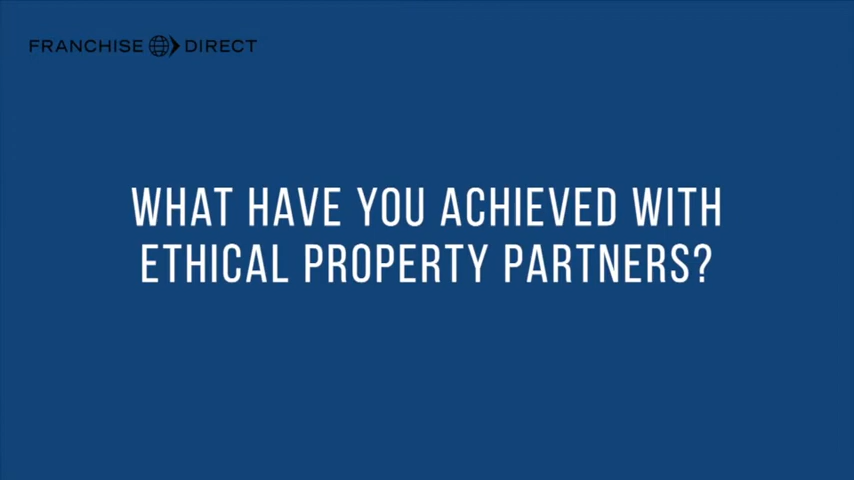 FRANCHISE DIRECT
WHAT HAVE YOU ACHIEVED WITH
ETHICAL PROPERTY PARTNERS?